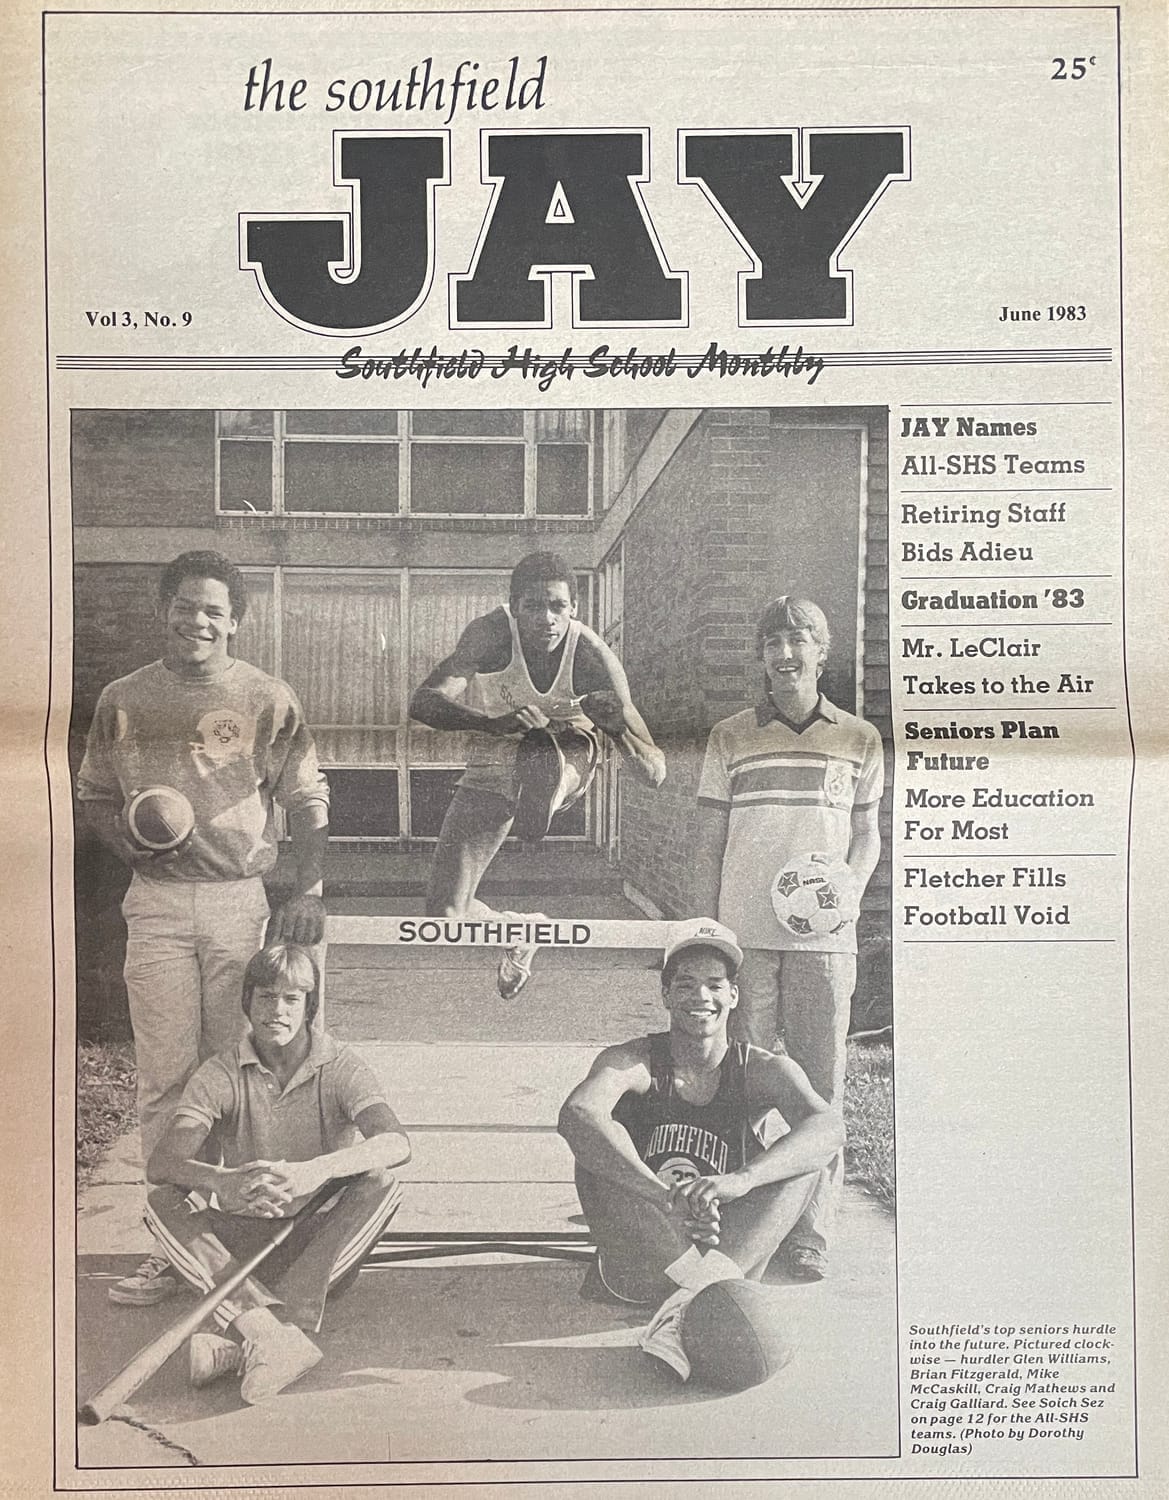 the southfield
25¢
JAY
Vol 3, No. 9
June 1983
Southfield High School Monthly
JAY Names
All-SHS Teams
Retiring Staff
Bids Adieu
Graduation '83
Mr. LeClair
Takes to the Air
Seniors Plan
Future
More Education
For Most
Fletcher Fills
Football Void
NASL
SOUTHFIELD
NIKE
OUTHFIELD
Southfield's top seniors hurdle
into the future. Pictured clock-
wise — hurdler Glen Williams,
Brian Fitzgerald, Mike
McCaskill, Craig Mathews and
Craig Galliard. See Soich Sez
on page 12 for the All-SHS
teams. (Photo by Dorothy
Douglas)